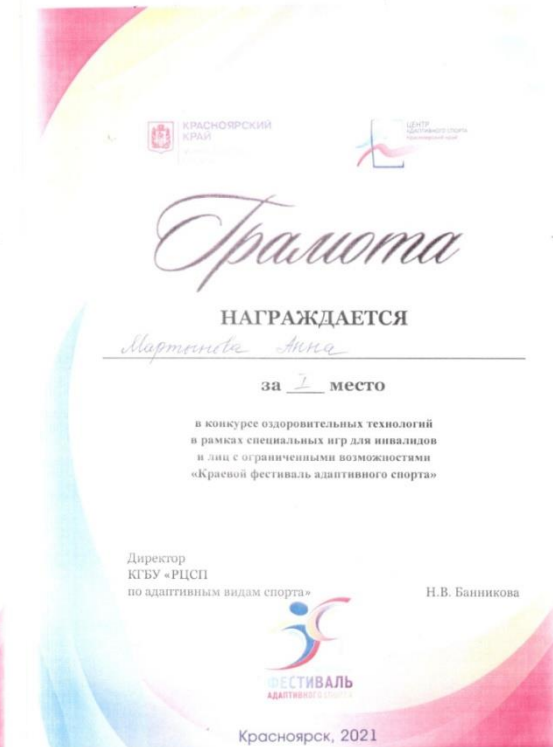 КРАСНОЯРСКИЙ
КРАЙ
ЦЕНТР
АДАПТИВНОГО СПОРТА
Красноярский край
Грамота
НАГРАЖДАЕТСЯ
Мартынова Анна
за I место
в конкурсе оздоровительных технологий
в рамках специальных игр для инвалидов
и лиц с ограниченными возможностями
«Краевой фестиваль адаптивного спорта»
Директор
КГБУ «РЦСП
по адаптивным видам спорта»
Н.В. Банникова
ФЕСТИВАЛЬ
АДАПТИВНОГО СПОРТА
Красноярск, 2021